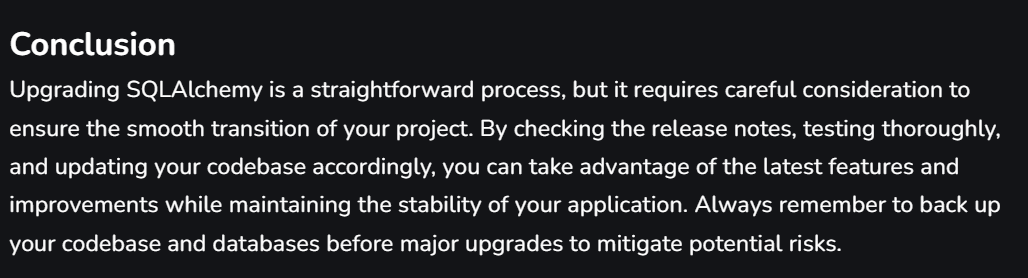 Conclusion
Upgrading SQLAlchemy is a straightforward process, but it requires careful consideration to
ensure the smooth transition of your project. By checking the release notes, testing thoroughly,
and updating your codebase accordingly, you can take advantage of the latest features and
improvements while maintaining the stability of your application. Always remember to back up
your codebase and databases before major upgrades to mitigate potential risks.